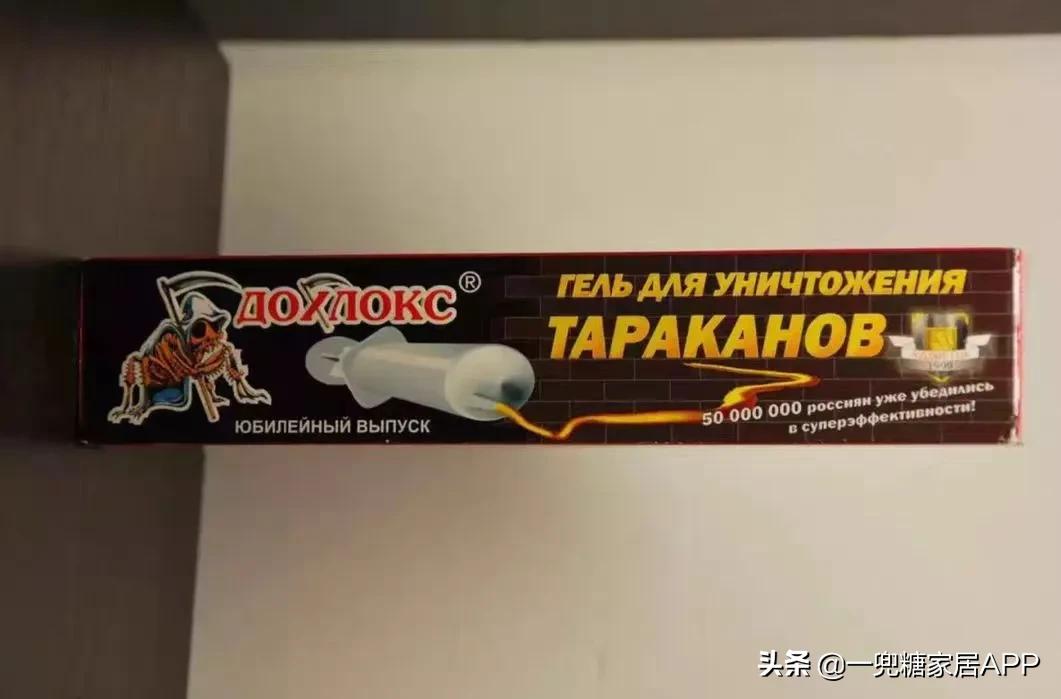 ДОХЛОКС®
ЮБИЛЕЙНЫЙ ВЫПУСК
ГЕЛЬ ДЛЯ УНИЧТОЖЕНИЯ
ТАРАКАНОВ
50 000 000 россиян уже убедились
в суперэффективности!
头条 @一兜糖家居APP